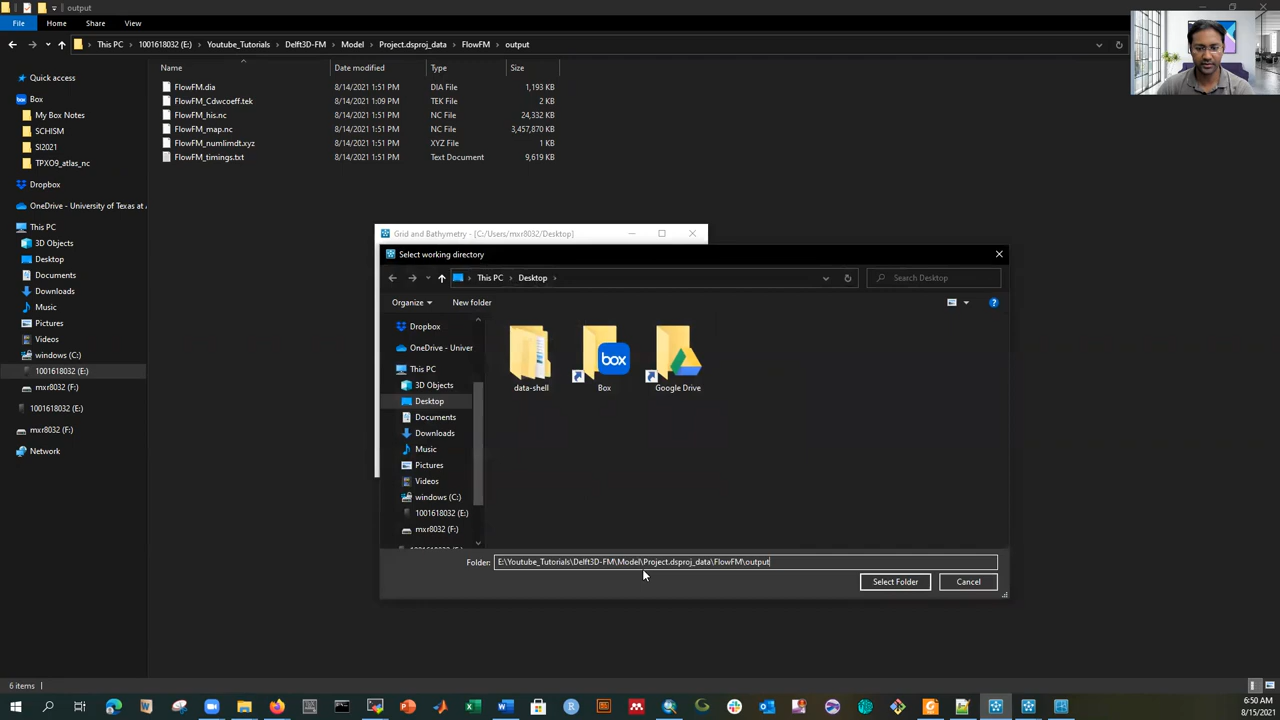 output
File Home Share View
This PC 1001618032 (E:) Youtube_Tutorials Delft3D-FM Model Project.dsproj_data FlowFM output
Name Date modified Type Size
Quick access
Box
My Box Notes
SCHISM
SI2021
TPXO9_atlas_nc
Dropbox
OneDrive - University of Texas at A
This PC
3D Objects
Desktop
Documents
Downloads
Music
Pictures
Videos
windows (C:)
1001618032 (E:)
mxr8032 (F:)
1001618032 (E:)
mxr8032 (F:)
Network
FlowFM.dia 8/14/2021 1:51 PM DIA File 1,193 KB
FlowFM_Cdwcoeff.tek 8/14/2021 1:09 PM TEK File 2 KB
FlowFM_his.nc 8/14/2021 1:51 PM NC File 24,332 KB
FlowFM_map.nc 8/14/2021 1:51 PM NC File 3,457,870 KB
FlowFM_numlimdt.xyz 8/14/2021 1:51 PM XYZ File 1 KB
FlowFM_timings.txt 8/14/2021 1:51 PM Text Document 9,619 KB
Grid and Bathymetry - [C:/Users/mxr8032/Desktop]
Select working directory
This PC Desktop
Search Desktop
Organize New folder
Dropbox
OneDrive - Univer
This PC
3D Objects
Desktop
Documents
Downloads
Music
Pictures
Videos
windows (C:)
1001618032 (E:)
mxr8032 (F:)
data-shell
box
Box
Google Drive
Folder: E:\Youtube_Tutorials\Delft3D-FM\Model\Project.dsproj_data\FlowFM\output
Select Folder Cancel
6 items
6:50 AM
8/15/2021